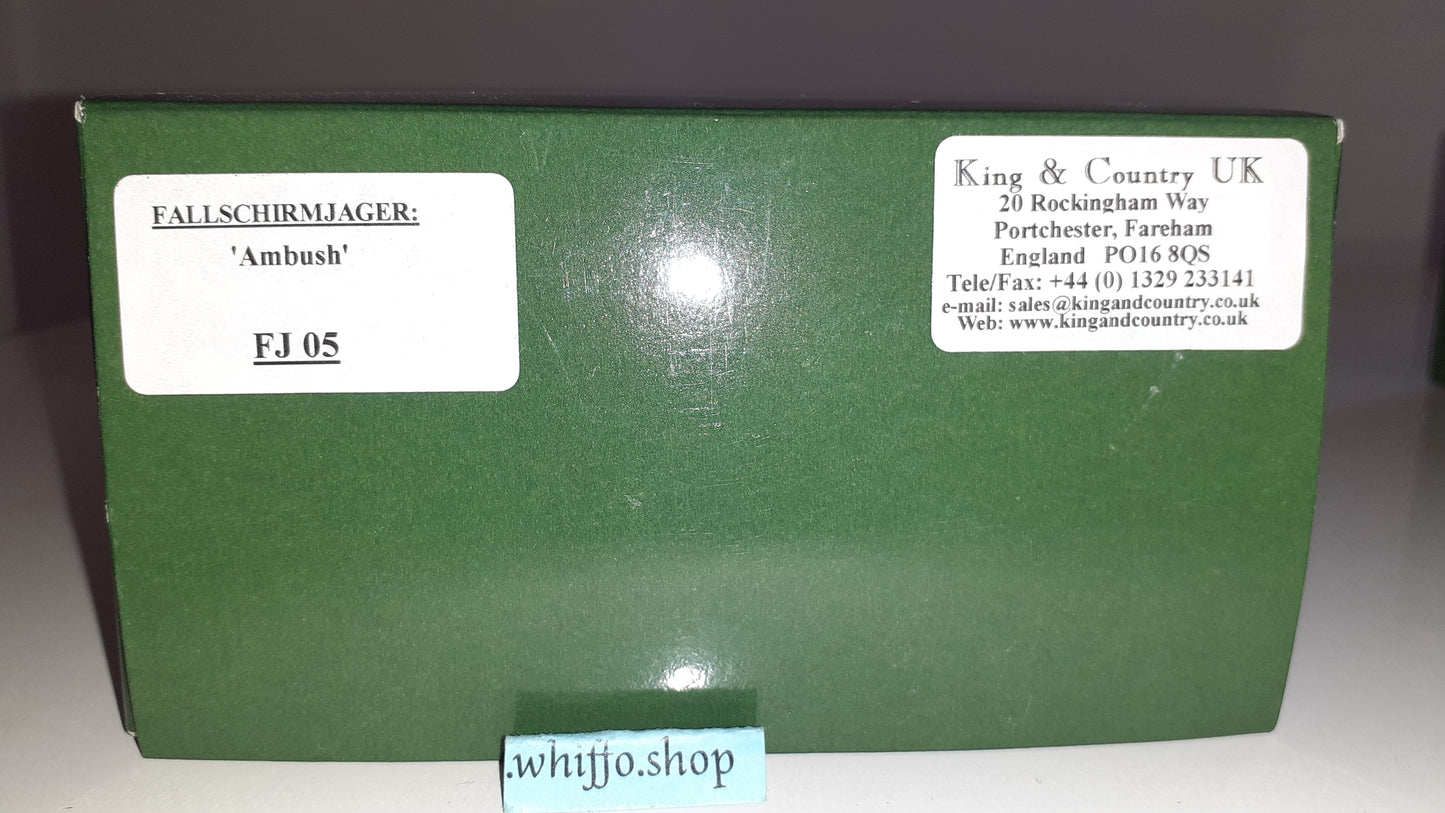 FALLSCHIRMJAGER:
'Ambush'
FJ 05
King & Country UK
20 Rockingham Way
Portchester, Fareham
England PO16 8QS
Tele/Fax: +44 (0) 1329 233141
e-mail: sales@kingandcountry.co.uk
Web: www.kingandcountry.co.uk
.whiffo.shop